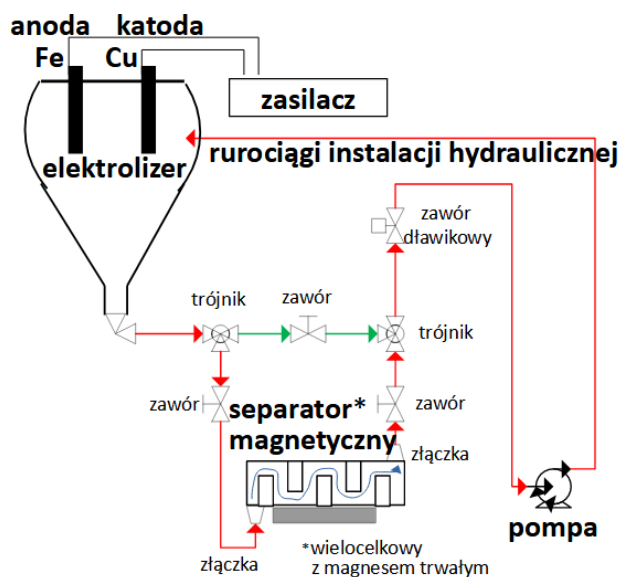 anoda katoda
Fe Cu
zasilacz
elektrolizer
rurociągi instalacji hydraulicznej
zawór
dławikowy
trójnik
zawór
trójnik
zawór
separator*
magnetyczny
zawór
złączka
pompa
złączka
*wielocelkowy
z magnesem trwałym